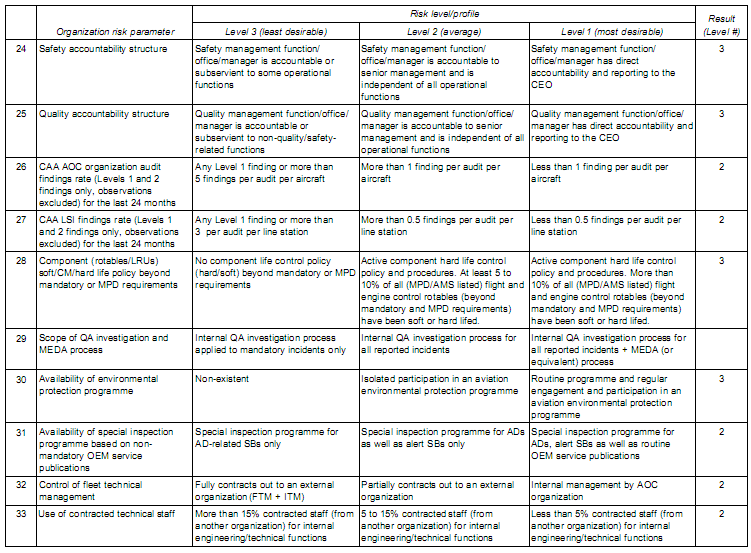 Organization risk parameter
Risk level/profile
Result
(Level #)
Level 3 (least desirable)
Level 2 (average)
Level 1 (most desirable)
24
Safety accountability structure
Safety management function/
office/manager is accountable or
subservient to some operational
functions
Safety management function/
office/manager is accountable to
senior management and is
independent of all operational
functions
Safety management function/
office/manager has direct
accountability and reporting to the
CEO
3
25
Quality accountability structure
Quality management function/office/
manager is accountable or
subservient to non-quality/safety-
related functions
Quality management function/office/
manager is accountable to senior
management and is independent of all
operational functions
Quality management function/office/
manager has direct accountability and
reporting to the CEO
3
26
CAA AOC organization audit
findings rate (Levels 1 and 2
findings only, observations
excluded) for the last 24 months
Any Level 1 finding or more than
5 findings per audit per aircraft
More than 1 finding per audit per
aircraft
Less than 1 finding per audit per
aircraft
2
27
CAA LSI findings rate (Levels 1
and 2 findings only, observations
excluded) for the last 24 months
Any Level 1 finding or more than
3 per audit per line station
More than 0.5 findings per audit per
line station
Less than 0.5 findings per audit per
line station
2
28
Component (rotables/LRUs)
soft/CM/hard life policy beyond
mandatory or MPD requirements
No component life control policy
(hard/soft) beyond mandatory or MPD
requirements
Active component hard life control
policy and procedures. At least 5 to
10% of all (MPD/AMS listed) flight and
engine control rotables (beyond
mandatory and MPD requirements)
have been soft or hard lifed.
Active component hard life control
policy and procedures. More than
10% of all (MPD/AMS listed) flight
and engine control rotables (beyond
mandatory and MPD requirements)
have been soft or hard lifed.
3
29
Scope of QA investigation and
MEDA process
Internal QA investigation process
applied to mandatory incidents only
Internal QA investigation process for
all reported incidents
Internal QA investigation process for
all reported incidents + MEDA (or
equivalent) process
30
Availability of environmental
protection programme
Non-existent
Isolated participation in an aviation
environmental protection programme
Routine programme and regular
engagement and participation in an
aviation environmental protection
programme
3
31
Availability of special inspection
programme based on non-
mandatory OEM service
publications
Special inspection programme for
AD-related SBs
Special inspection programme for ADs
as well as alert SBs only
Special inspection programme for
ADs, alert SBs as well as routine
OEM service publications
2
32
Control of fleet technical
management
Fully contracts out to an external
organization (FTM + ITM)
Partially contracts out to an external
organization
Internal management by AOC
organization
2
33
Use of contracted technical staff
More than 15% contracted staff (from
another organization) for internal
engineering/technical functions
5 to 15% contracted staff (from
another organization) for internal
engineering/technical functions
Less than 5% contracted staff (from
another organization) for internal
engineering/technical functions
2